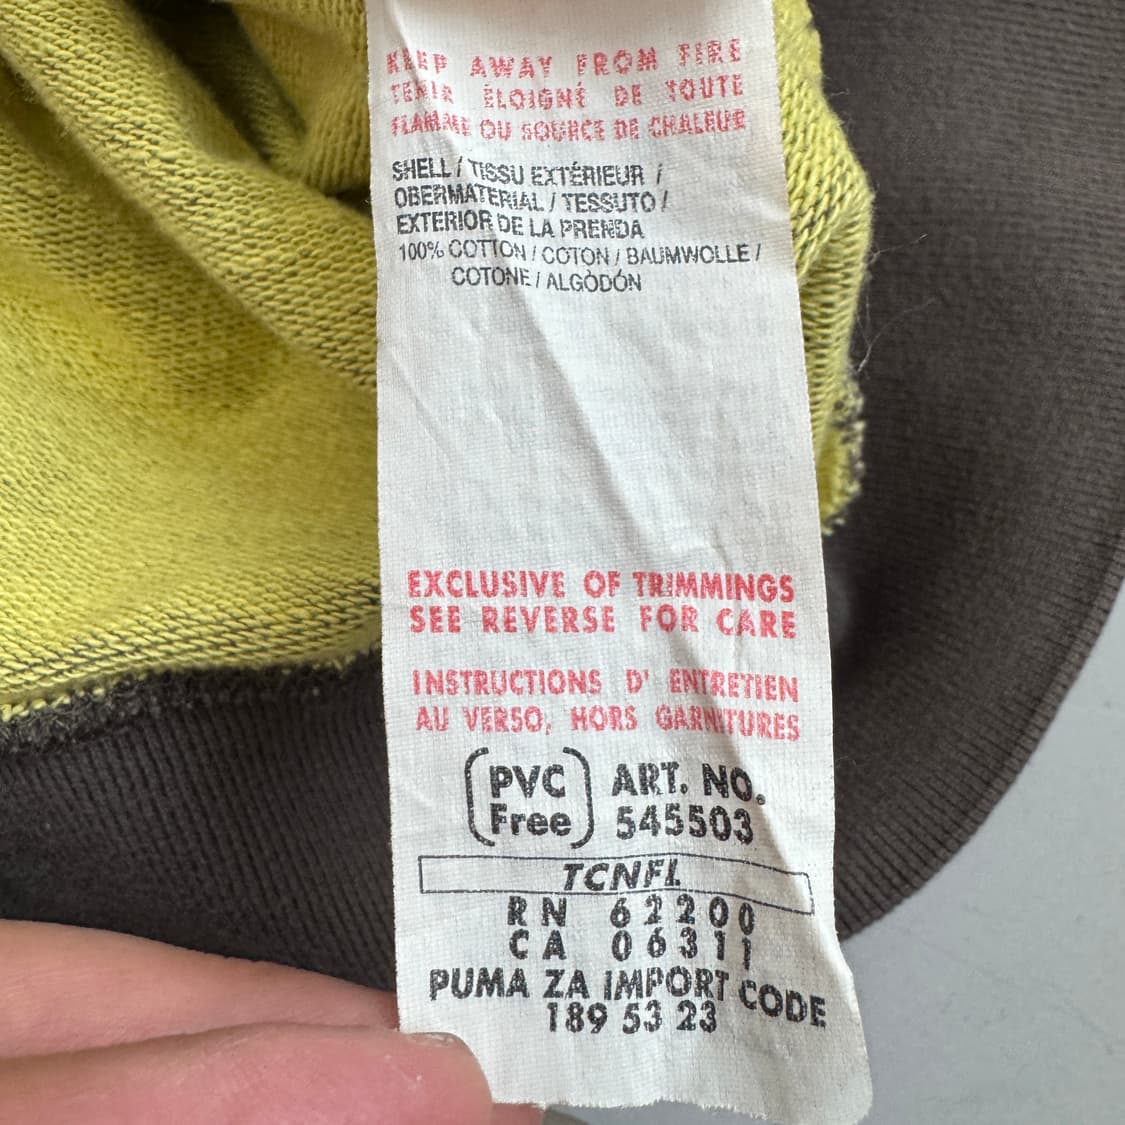 KEEP AWAY FROM FIRE
TENIR ÉLOIGNÉ DE TOUTE
FLAMME OU SOURCE DE CHALEUR
SHELL / TISSU EXTÉRIEUR /
OBERMATERIAL / TESSUTO /
EXTERIOR DE LA PRENDA
100% COTTON / COTON / BAUMWOLLE /
COTONE / ALGÒDÓN
EXCLUSIVE OF TRIMMINGS
SEE REVERSE FOR CARE
INSTRUCTIONS D' ENTRETIEN
AU VERSO, HORS GARNITURES
(PVC Free) ART. NO.
545503
TCNFL
RN 62200
CA 06311
PUMA ZA IMPORT CODE
189 53 23